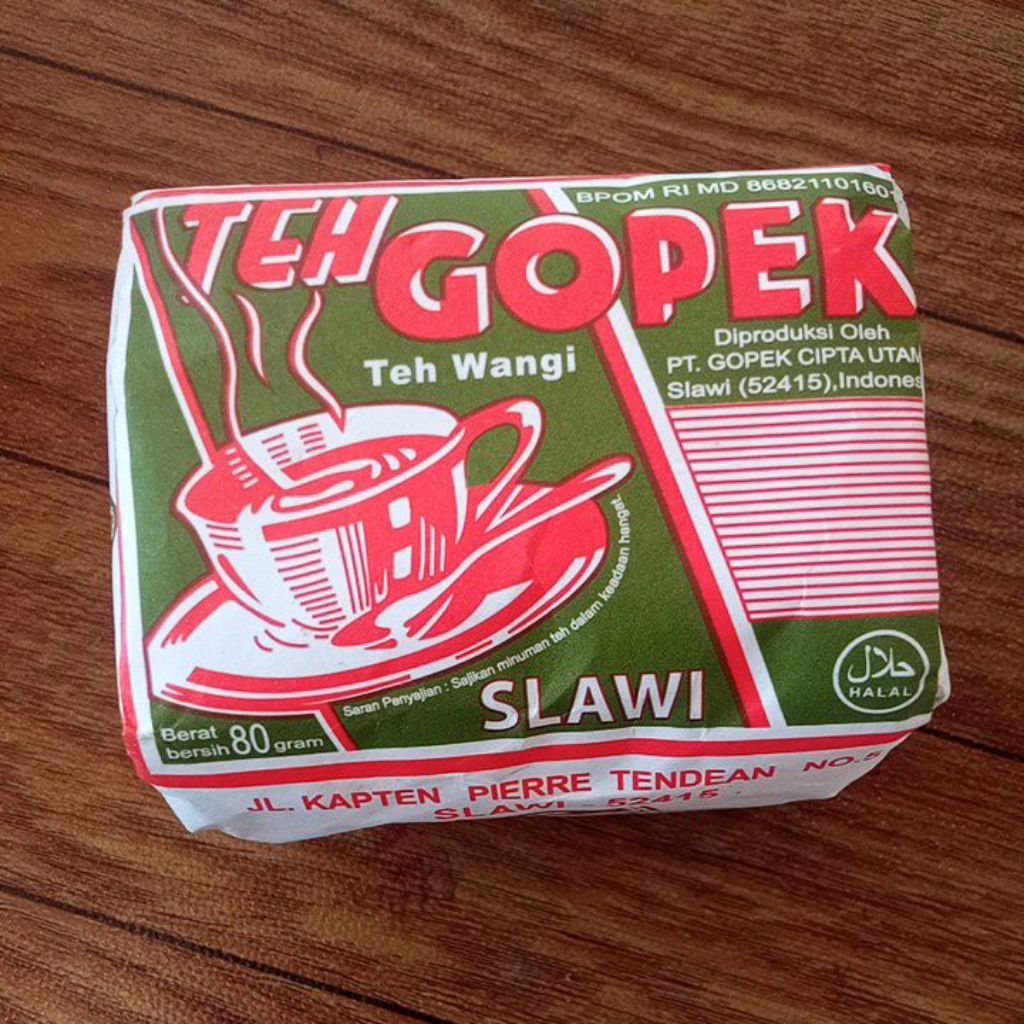 BPOM RI MD 8682110160
TEH GOPEK
Teh Wangi
Diproduksi Oleh
PT. GOPEK CIPTA UTAM
Slawi (52415),Indones
Saran Penyajian : Sajikan minuman teh dalam keadaan hangat.
SLAWI
حلال
HALAL
Berat
bersih 80 gram
JL. KAPTEN PIERRE TENDEAN NO.5
SLAWI - 52415